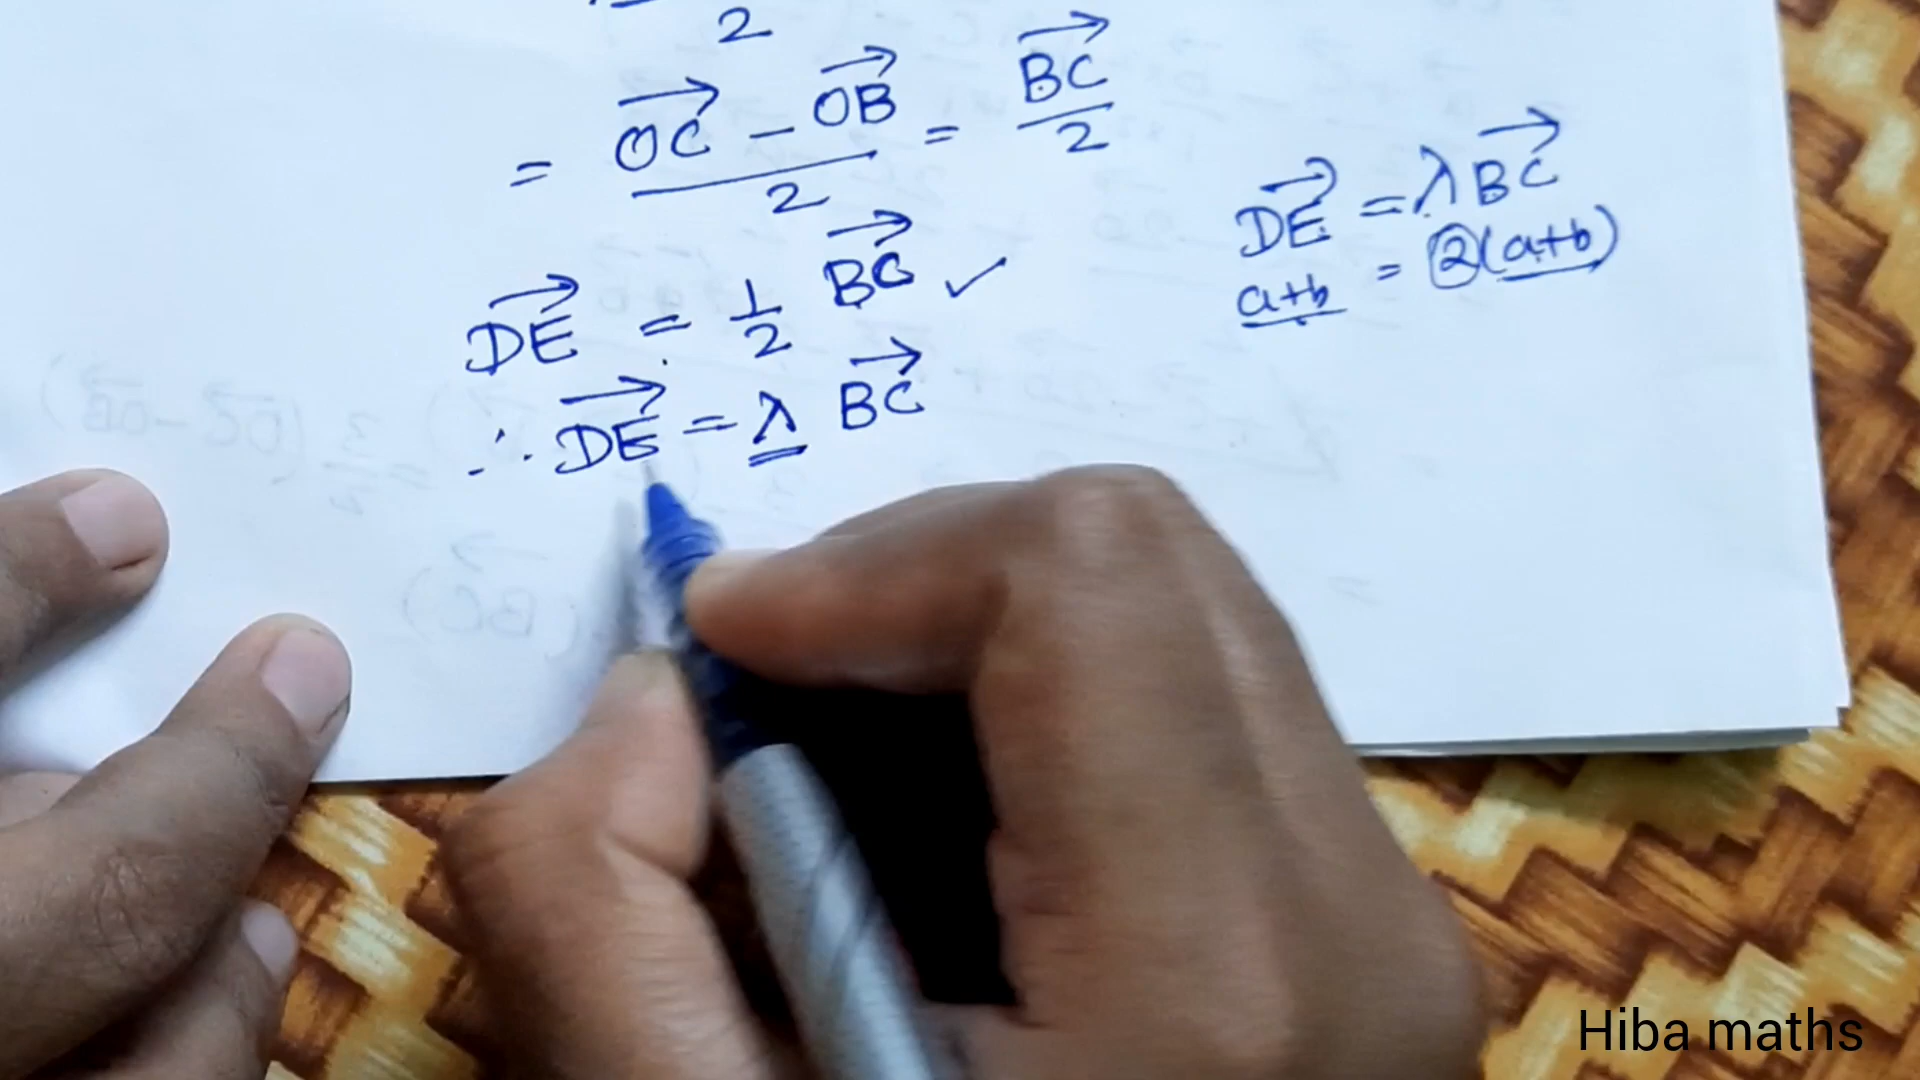 2
= OC⃗ - OB⃗ / 2 = BC⃗ / 2
DE⃗ = 1/2 BC⃗ ✓
∴ DE⃗ = λ BC⃗
DE⃗ = λ BC⃗
a+b = 2(a+b)
Hiba maths